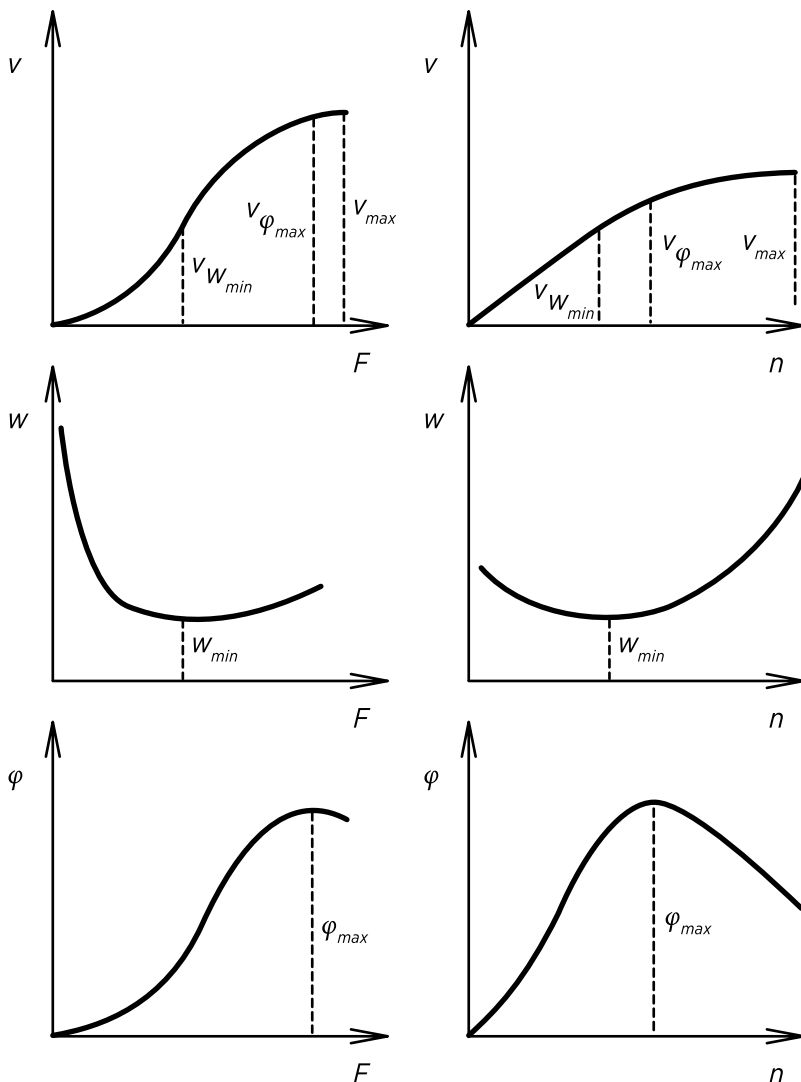 v
v_φ_max
v_max
v_w_min
F
v
v_φ_max
v_max
v_w_min
n
w
w_min
F
w
w_min
n
φ
φ_max
F
φ
φ_max
n